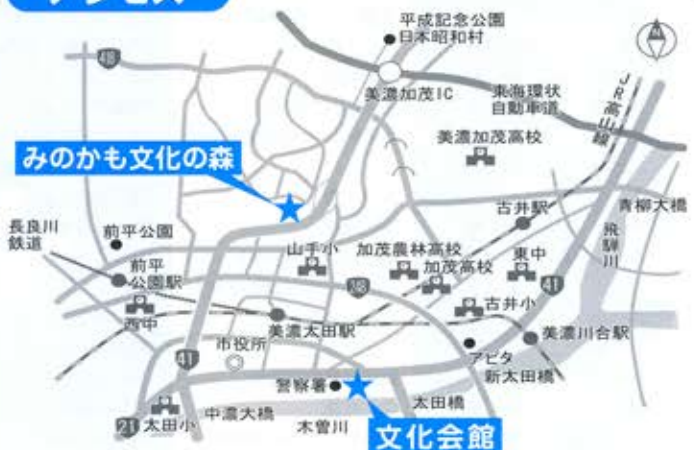 アクセス
平成記念公園
日本昭和村
美濃加茂IC
東海環状
自動車道
JR高山線
48
美濃加茂高校
みのかも文化の森
長良川
鉄道
前平公園
古井駅
青柳大橋
飛騨川
前平
公園駅
山手小
加茂農林高校
加茂高校
東中
41
西中
248
古井小
美濃太田駅
美濃川合駅
市役所
アピタ
新太田橋
41
警察署
太田橋
21
太田小
中濃大橋
木曽川
文化会館